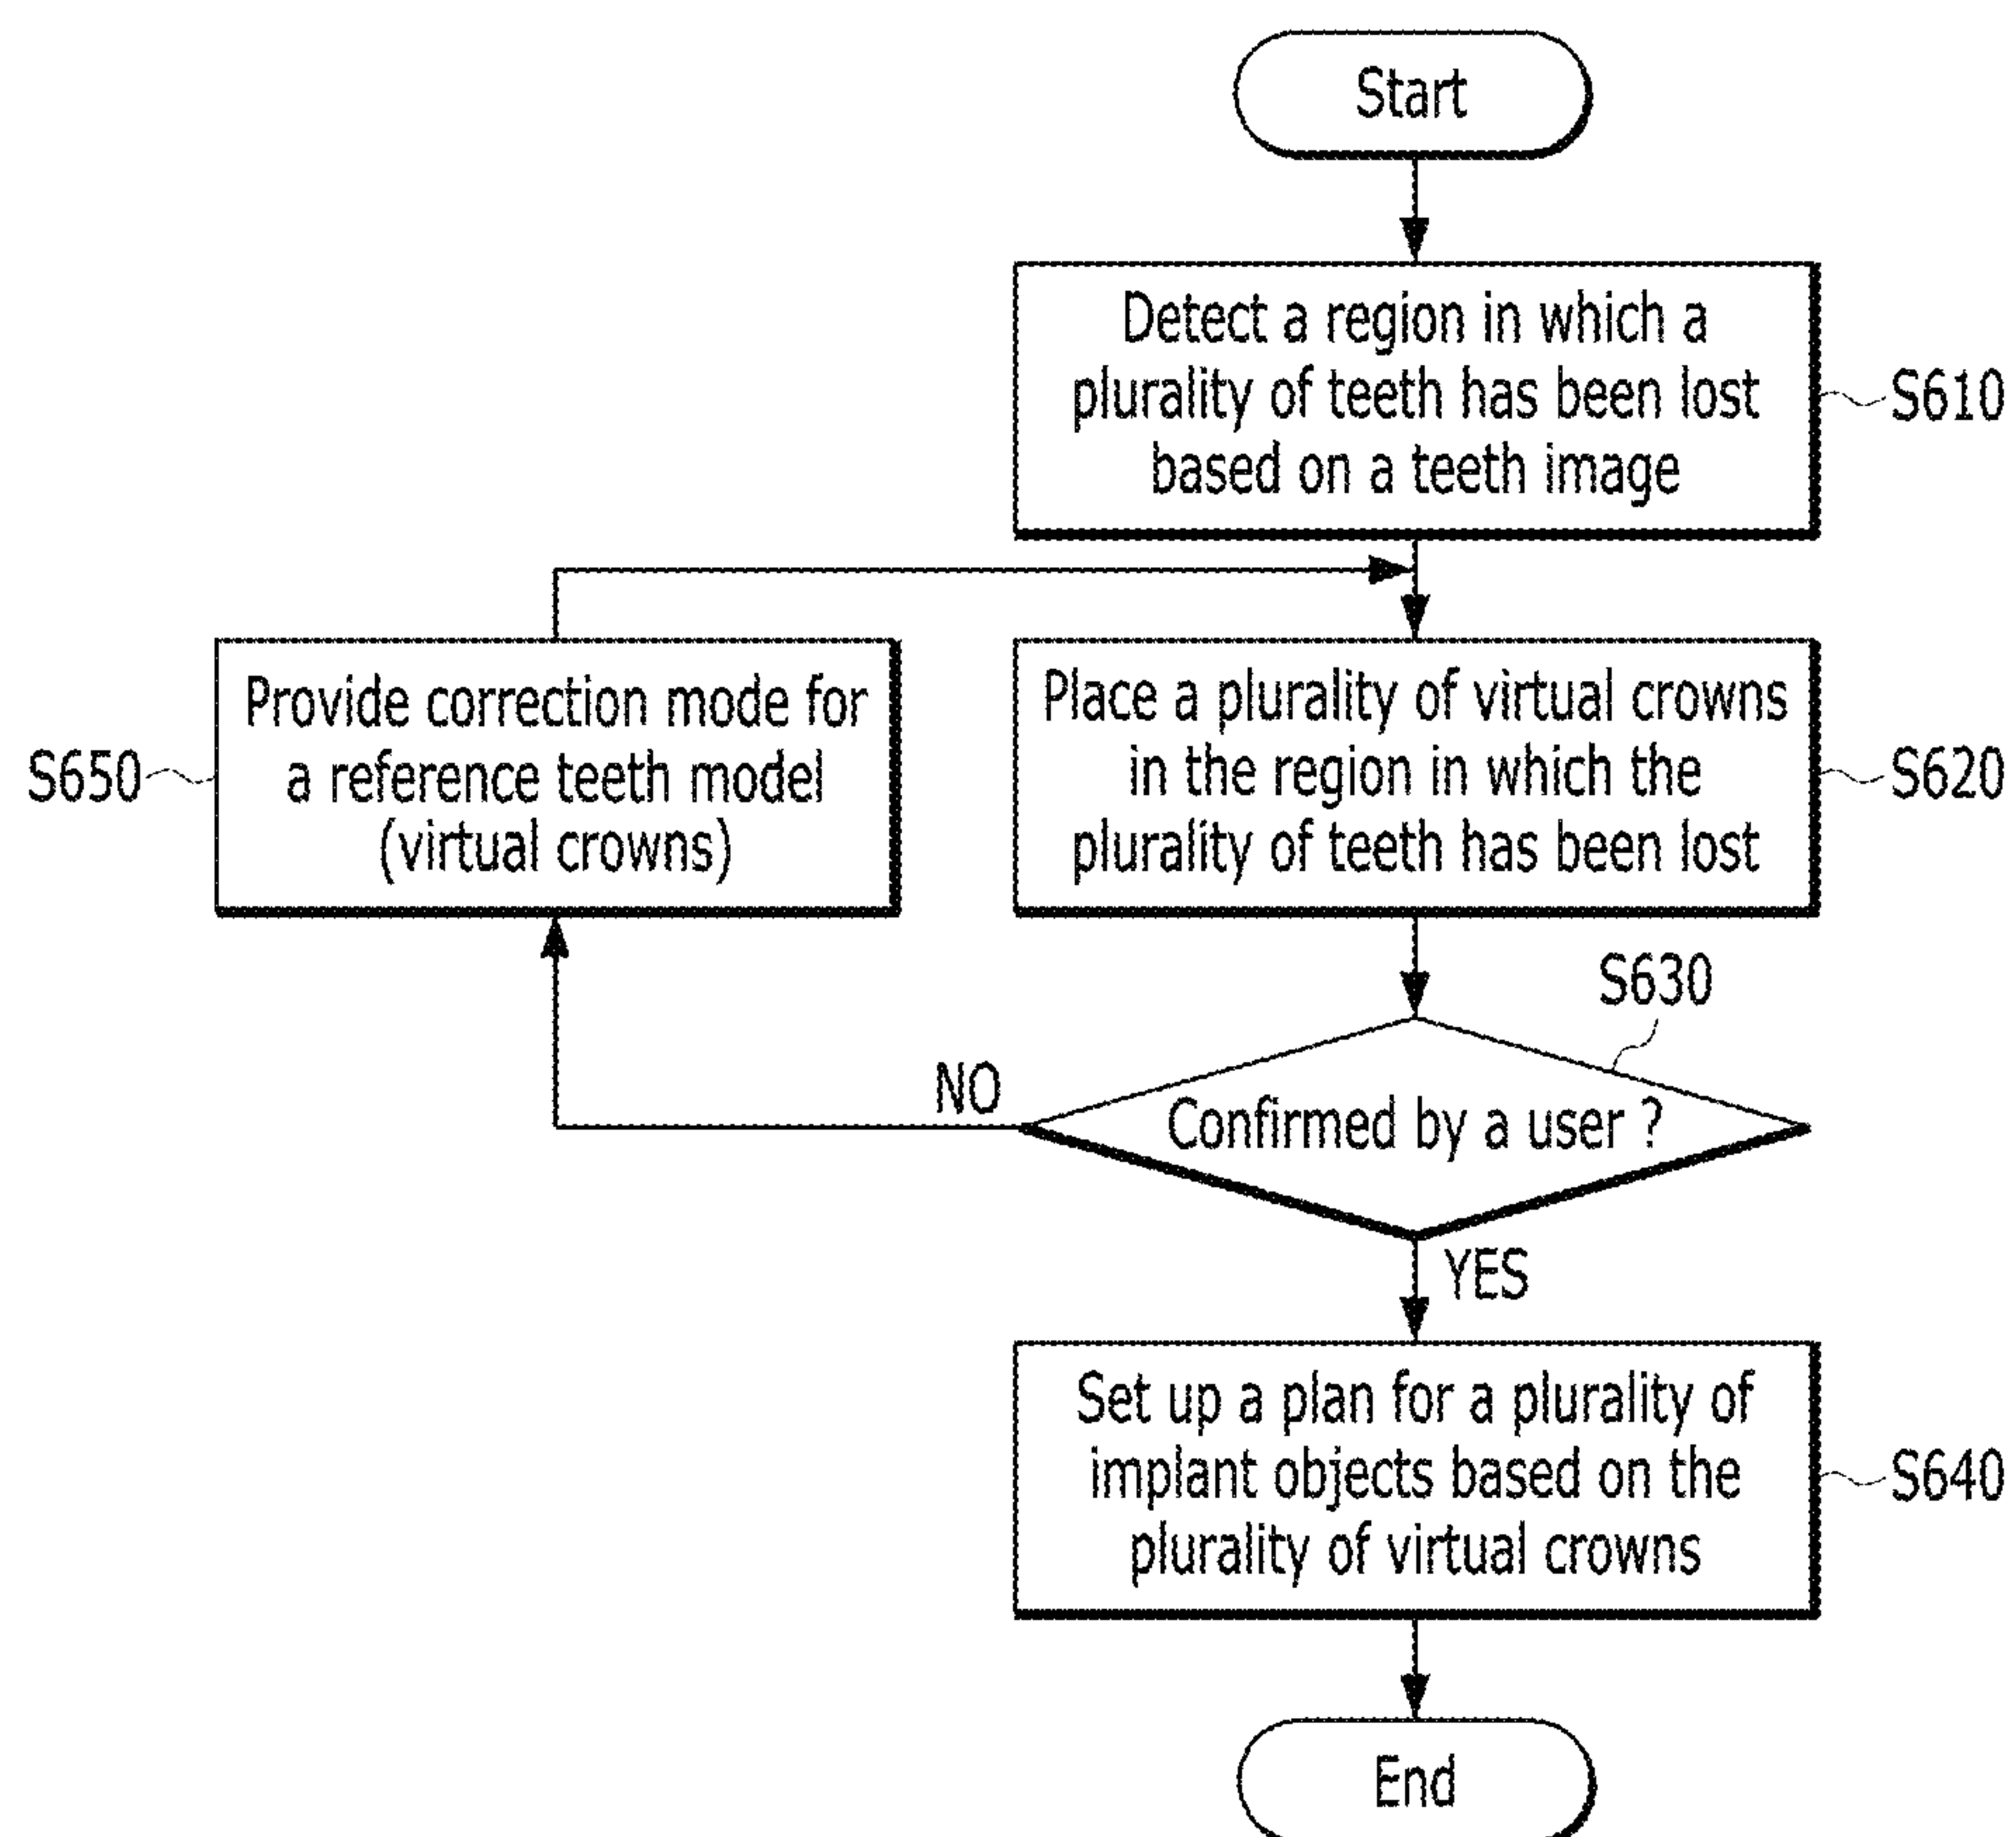 Start
Detect a region in which a
plurality of teeth has been lost
based on a teeth image
S610
Provide correction mode for
a reference teeth model
(virtual crowns)
S650
Place a plurality of virtual crowns
in the region in which the
plurality of teeth has been lost
S620
S630
NO
Confirmed by a user ?
YES
Set up a plan for a plurality of
implant objects based on the
plurality of virtual crowns
S640
End